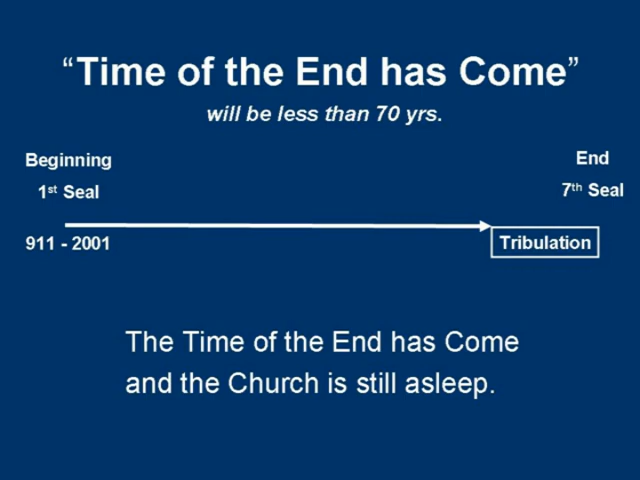 “Time of the End has Come”
will be less than 70 yrs.
Beginning
End
1st Seal
7th Seal
911 - 2001
Tribulation
The Time of the End has Come
and the Church is still asleep.